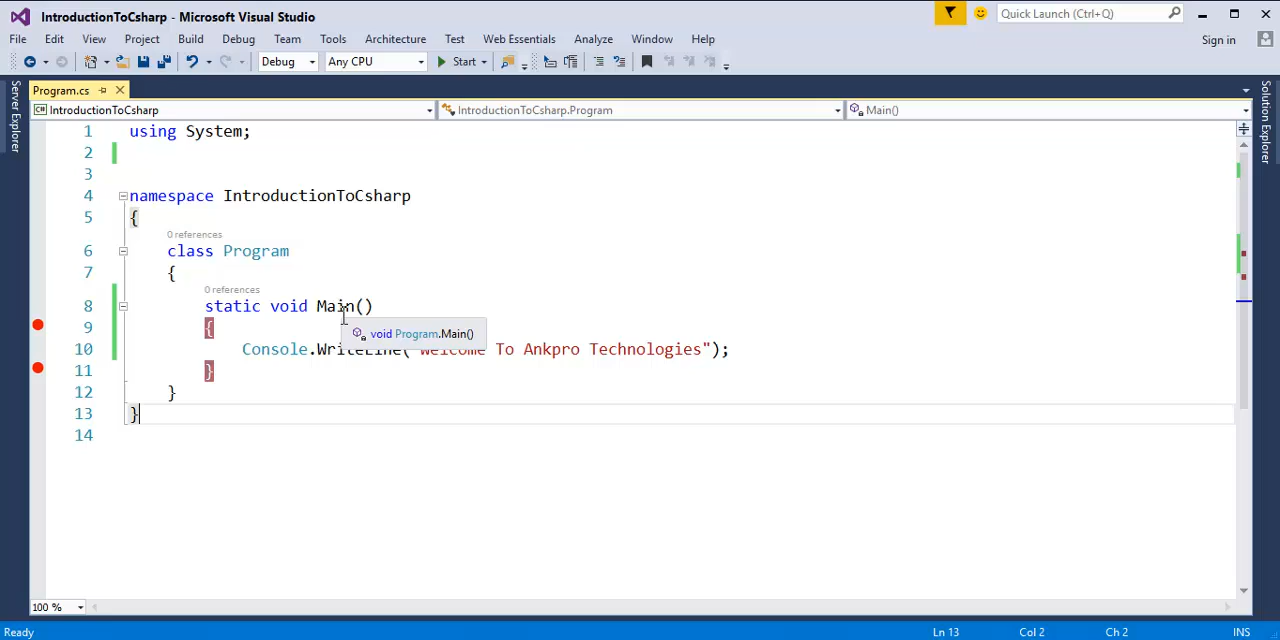 IntroductionToCsharp - Microsoft Visual Studio
Quick Launch (Ctrl+Q)
File Edit View Project Build Debug Team Tools Architecture Test Web Essentials Analyze Window Help
Sign in
Debug Any CPU Start
Server Explorer
Program.cs
Solution Explorer
C# IntroductionToCsharp IntroductionToCsharp.Program Main()
1 using System;
2
3
4 namespace IntroductionToCsharp
5 {
0 references
6 class Program
7 {
0 references
8 static void Main()
9 {
void Program.Main()
10 Console.WriteLine("Welcome To Ankpro Technologies");
11 }
12 }
13 }
14
100 %
Ready Ln 13 Col 2 Ch 2 INS